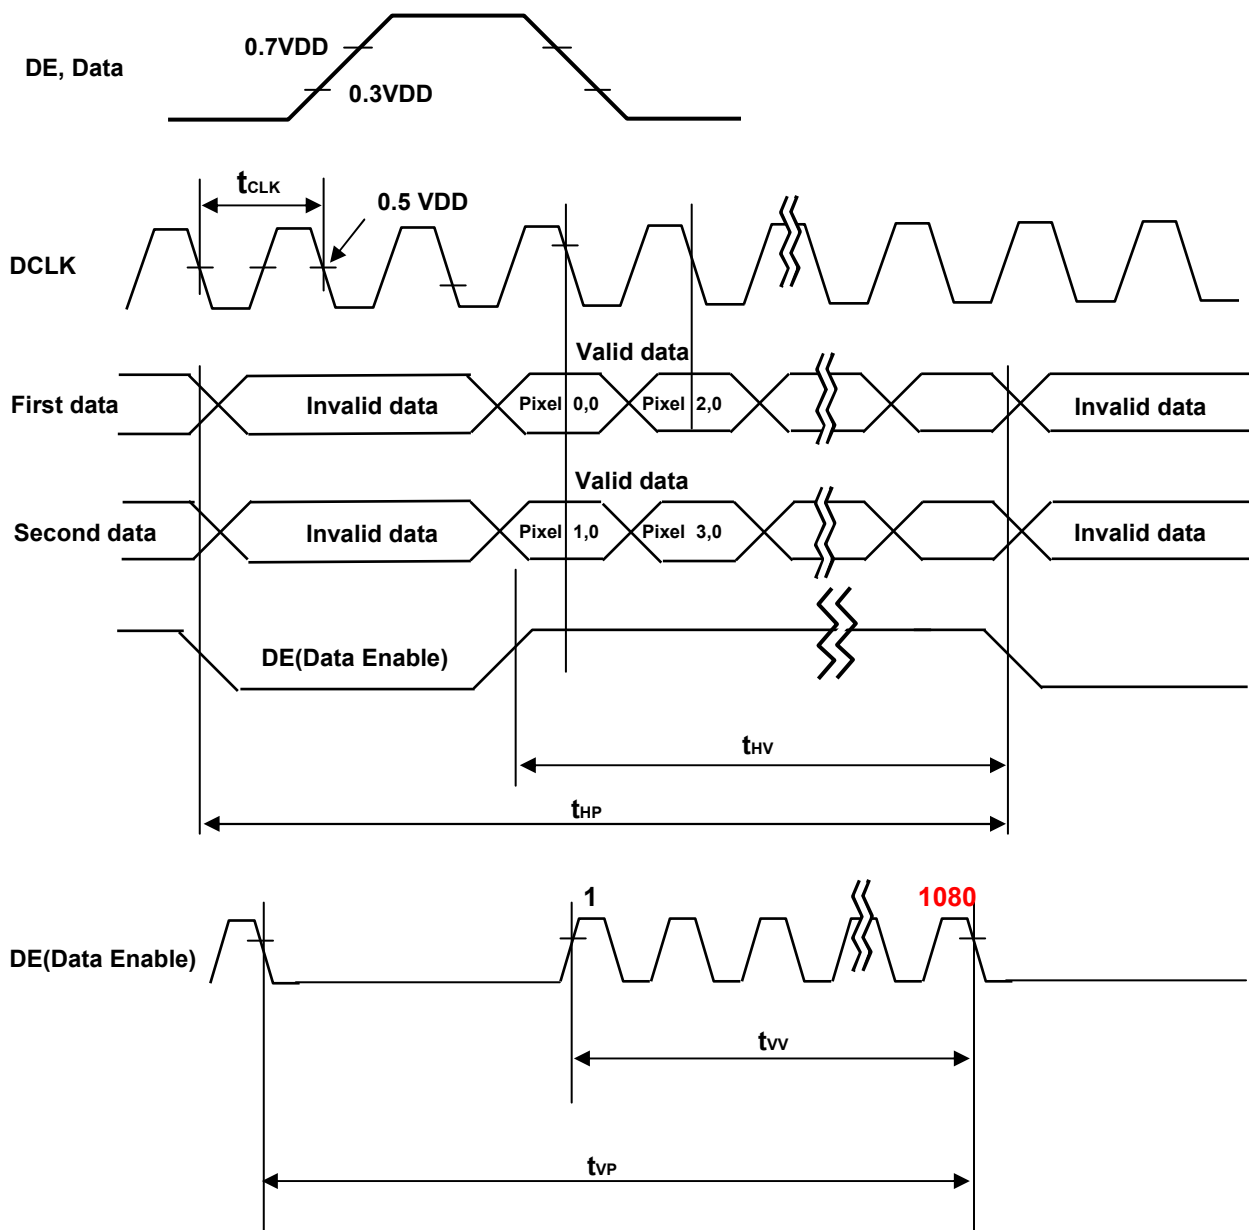 0.7VDD
DE, Data
0.3VDD
tCLK
0.5 VDD
DCLK
Valid data
First data
Invalid data
Pixel 0,0
Pixel 2,0
Invalid data
Valid data
Second data
Invalid data
Pixel 1,0
Pixel 3,0
Invalid data
DE(Data Enable)
tHV
tHP
1
1080
DE(Data Enable)
tVV
tVP